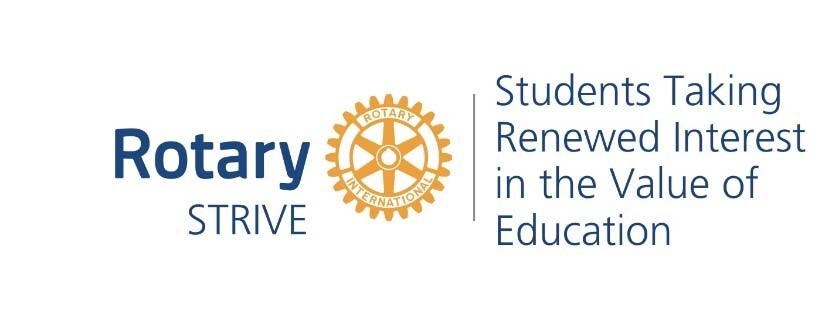 Rotary
STRIVE
ROTARY
INTERNATIONAL
Students Taking
Renewed Interest
in the Value of
Education